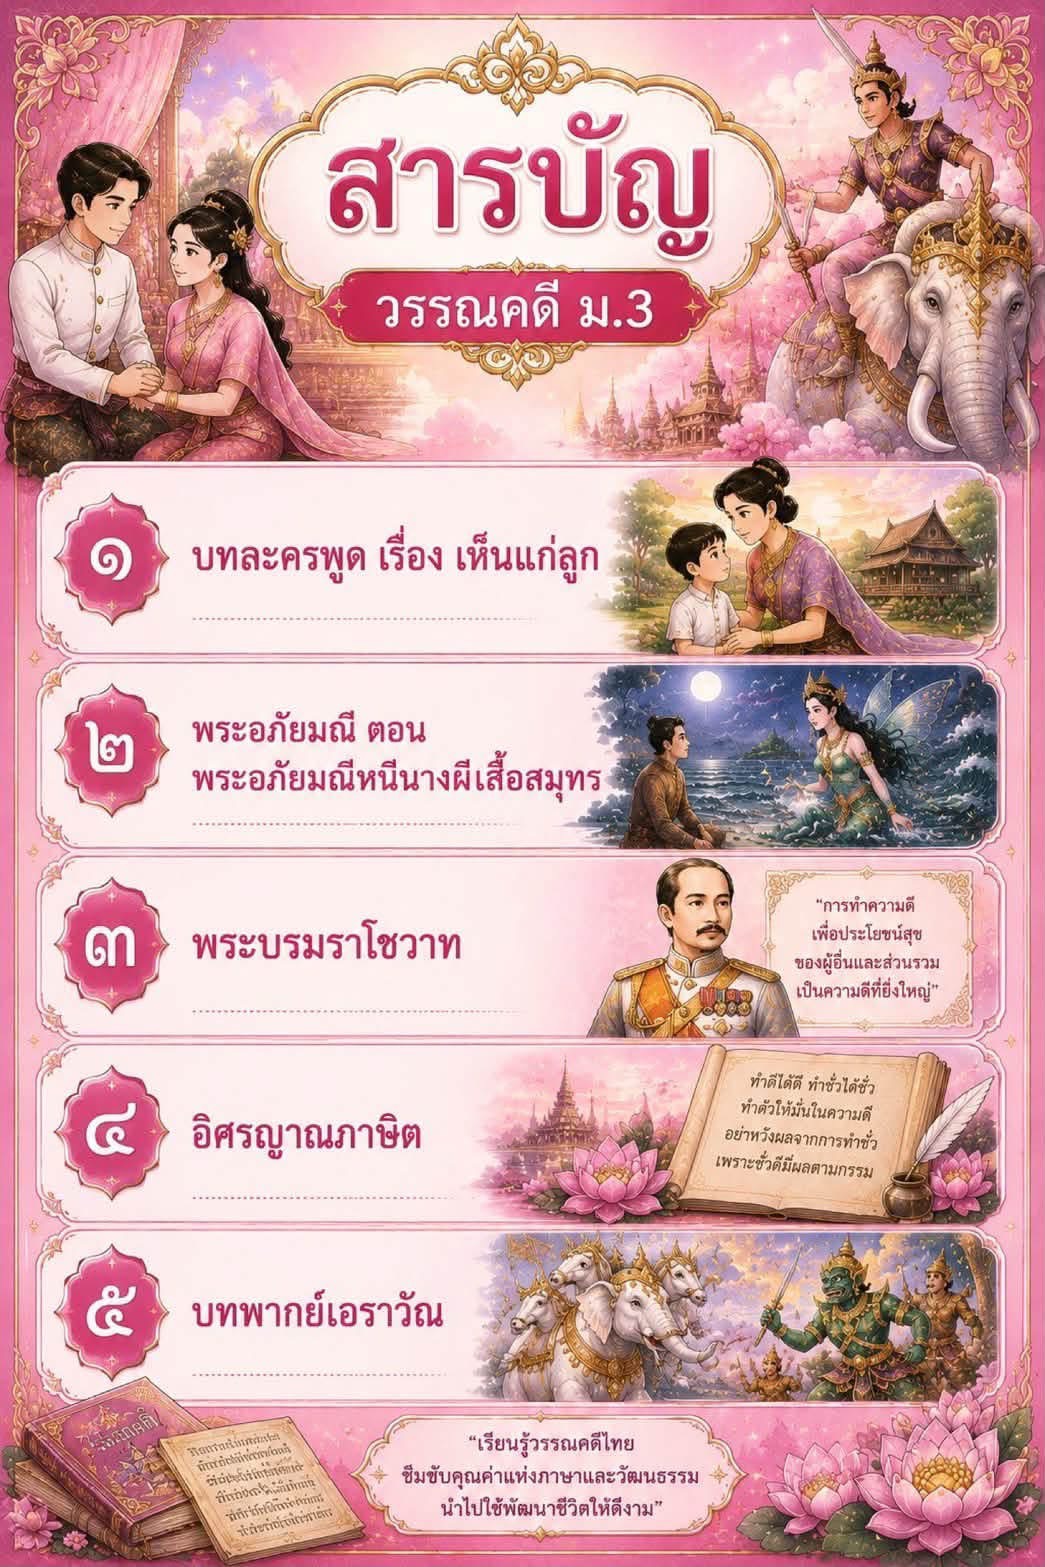 สารบัญ
วรรณคดี ม.3
๑
บทละครพูด เรื่อง เห็นแก่ลูก
๒
พระอภัยมณี ตอน
พระอภัยมณีหนีนางผีเสื้อสมุทร
๓
พระบรมราโชวาท
“การทำความดี
เพื่อประโยชน์สุข
ของผู้อื่นและส่วนรวม
เป็นความดีที่ยิ่งใหญ่”
๔
อิศรญาณภาษิต
ทำดีได้ดี ทำชั่วได้ชั่ว
ทำตัวให้มั่นในความดี
อย่าหวังผลจากการทำชั่ว
เพราะชั่วดีมีผลตามกรรม
๕
บทพากย์เอราวัณ
“เรียนรู้วรรณคดีไทย
ซึมซับคุณค่าแห่งภาษาและวัฒนธรรม
นำไปใช้พัฒนาชีวิตให้ดีงาม”